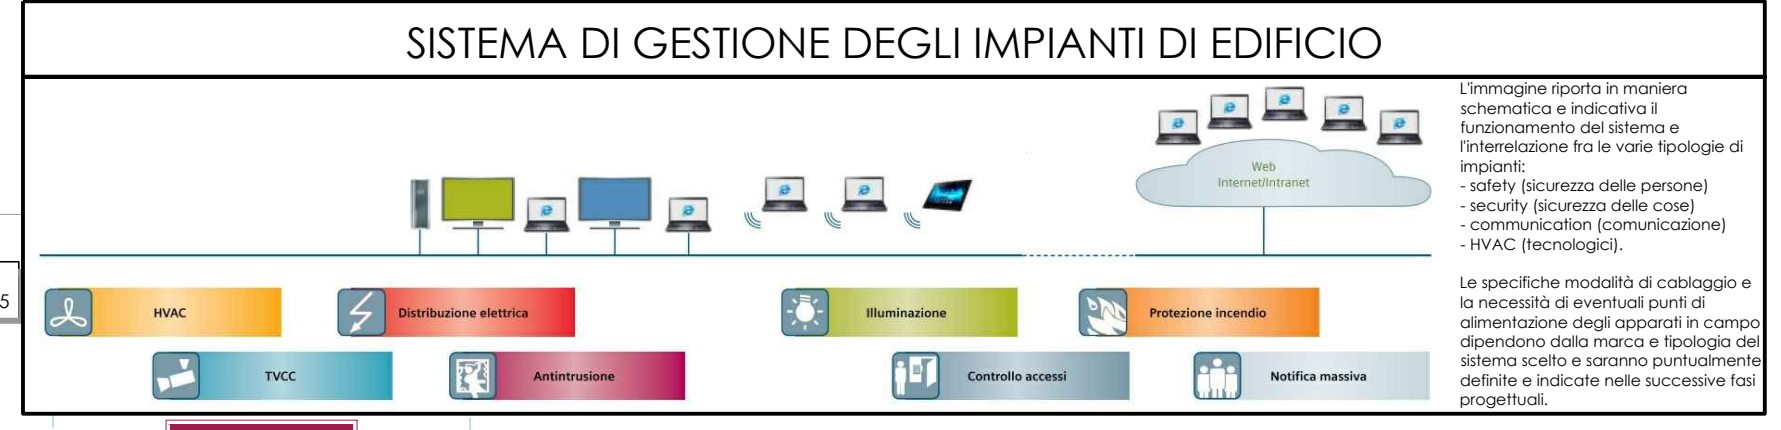 SISTEMA DI GESTIONE DEGLI IMPIANTI DI EDIFICIO
Web
Internet/Intranet
L'immagine riporta in maniera
schematica e indicativa il
funzionamento del sistema e
l'interrelazione fra le varie tipologie di
impianti:
- safety (sicurezza delle persone)
- security (sicurezza delle cose)
- communication (comunicazione)
- HVAC (tecnologici).
Le specifiche modalità di cablaggio e
la necessità di eventuali punti di
alimentazione degli apparati in campo
dipendono dalla marca e tipologia del
sistema scelto e saranno puntualmente
definite e indicate nelle successive fasi
progettuali.
5
HVAC
Distribuzione elettrica
Illuminazione
Protezione incendio
TVCC
Antintrusione
Controllo accessi
Notifica massiva